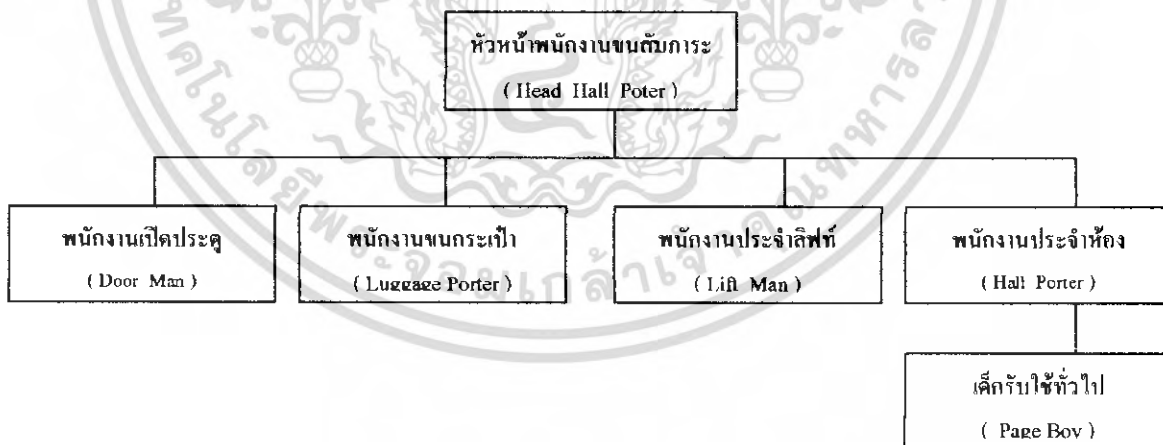 หัวหน้าพนักงานขนสัมภาระ
( Head Hall Poter )
พนักงานเปิดประตู
( Door Man )
พนักงานขนกระเป๋า
( Luggage Porter )
พนักงานประจำลิฟท์
( Lift Man )
พนักงานประจำห้อง
( Hall Porter )
เด็กรับใช้ทั่วไป
( Page Boy )